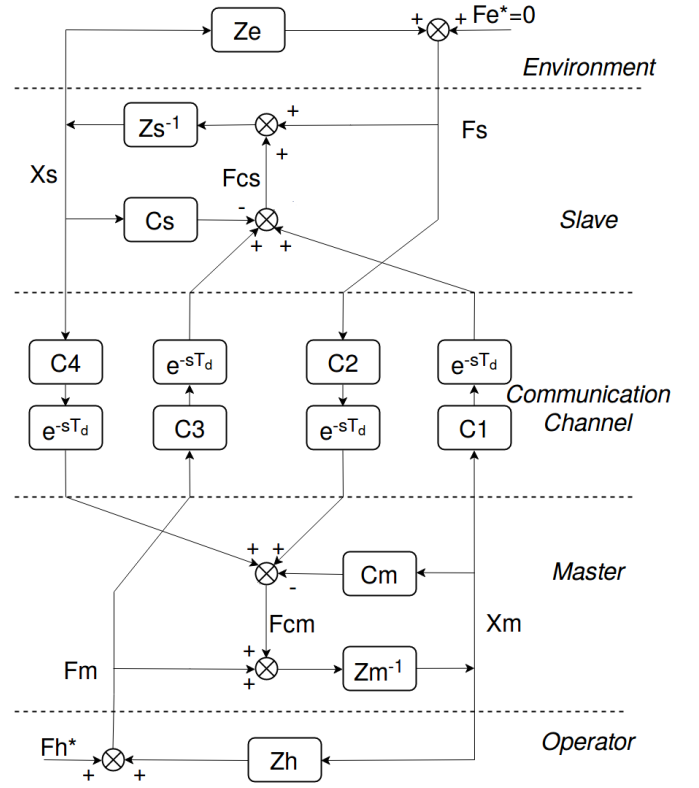 Ze
+ + Fe*=0
Environment
Zs⁻¹
+
+
Fs
Xs
Fcs
Cs
-
+ +
Slave
C4
e⁻ˢᵀd
C2
e⁻ˢᵀd
e⁻ˢᵀd
C3
e⁻ˢᵀd
C1
Communication
Channel
+ +
Cm
-
Master
Fcm
Xm
Fm
+
+
Zm⁻¹
Fh*
+ +
Zh
Operator